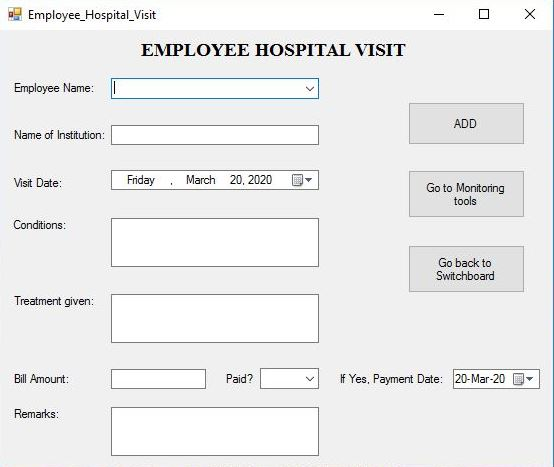 Employee_Hospital_Visit
EMPLOYEE HOSPITAL VISIT
Employee Name:
ADD
Name of Institution:
Visit Date: Friday , March 20, 2020
Go to Monitoring
tools
Conditions:
Go back to
Switchboard
Treatment given:
Bill Amount: Paid? If Yes, Payment Date: 20-Mar-20
Remarks: